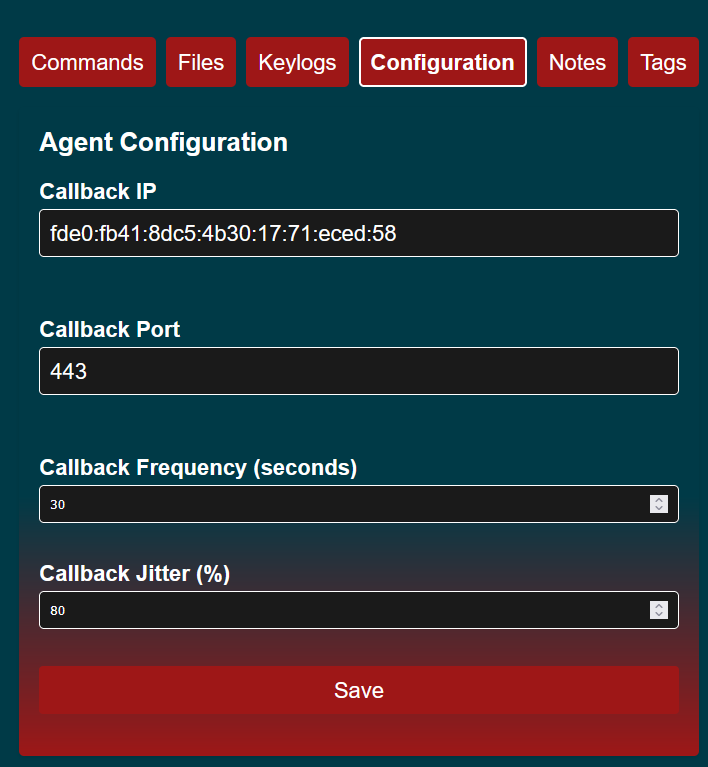 Commands Files Keylogs Configuration Notes Tags
Agent Configuration
Callback IP
fde0:fb41:8dc5:4b30:17:71:eced:58
Callback Port
443
Callback Frequency (seconds)
30
Callback Jitter (%)
80
Save